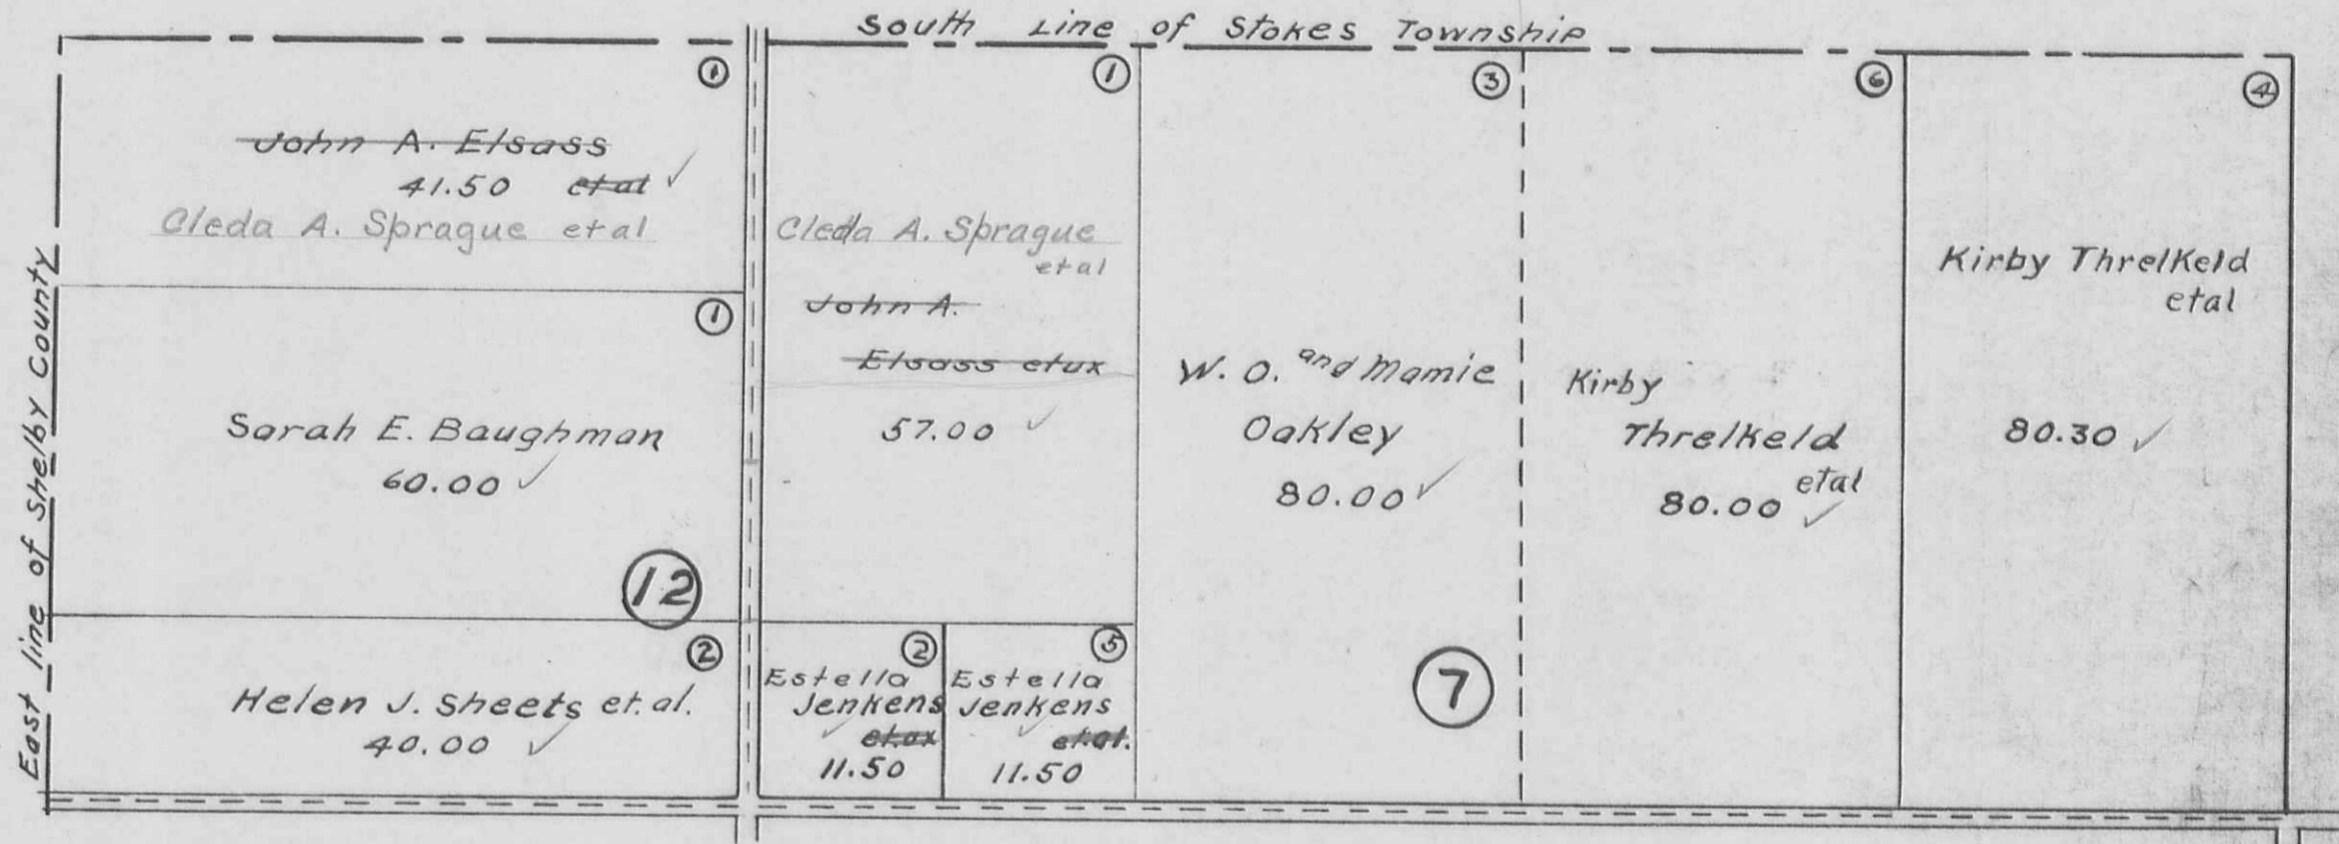 South Line of Stokes Township
East line of Shelby County
1
John A. Elsass
41.50 etal ✓
Cleda A. Sprague etal
1
Sarah E. Baughman
60.00 ✓
12
2
Helen J. Sheets et. al.
40.00 ✓
1
Cleda A. Sprague
etal
John A.
Elsass etux
57.00 ✓
2
Estella
Jenkens
✓ etux
11.50
5
Estella
Jenkens
✓ et.al.
11.50
3
W. O. and Mamie
Oakley
80.00 ✓
7
6
Kirby
Threlkeld
etal
80.00 ✓
4
Kirby Threlkeld
etal
80.30 ✓